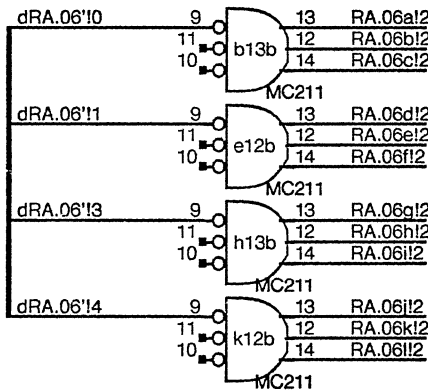 dRA.06'!0 9 13 RA.06a!2
11 b13b 12 RA.06b!2
10 14 RA.06c!2
MC211
dRA.06'!1 9 13 RA.06d!2
11 e12b 12 RA.06e!2
10 14 RA.06f!2
MC211
dRA.06'!3 9 13 RA.06g!2
11 h13b 12 RA.06h!2
10 14 RA.06i!2
MC211
dRA.06'!4 9 13 RA.06j!2
11 k12b 12 RA.06k!2
10 14 RA.06l!2
MC211